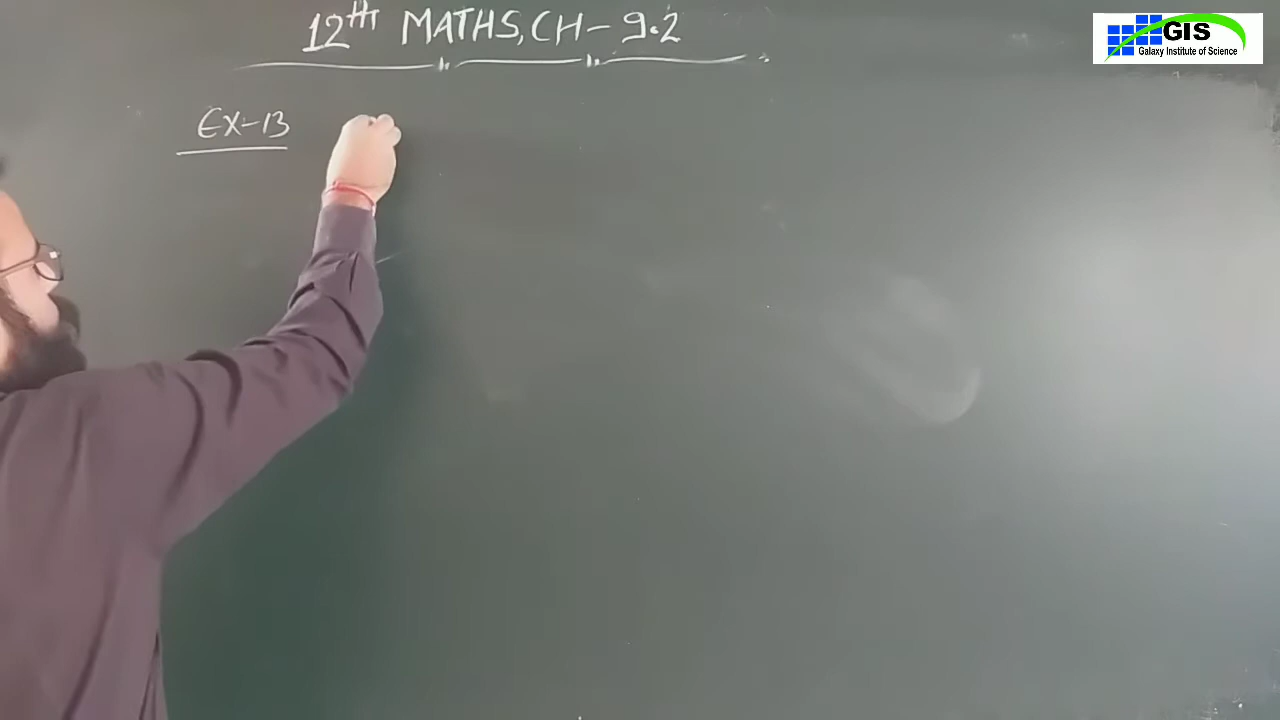 12TH MATHS, CH - 9.2
GIS
Galaxy Institute of Science
EX-13